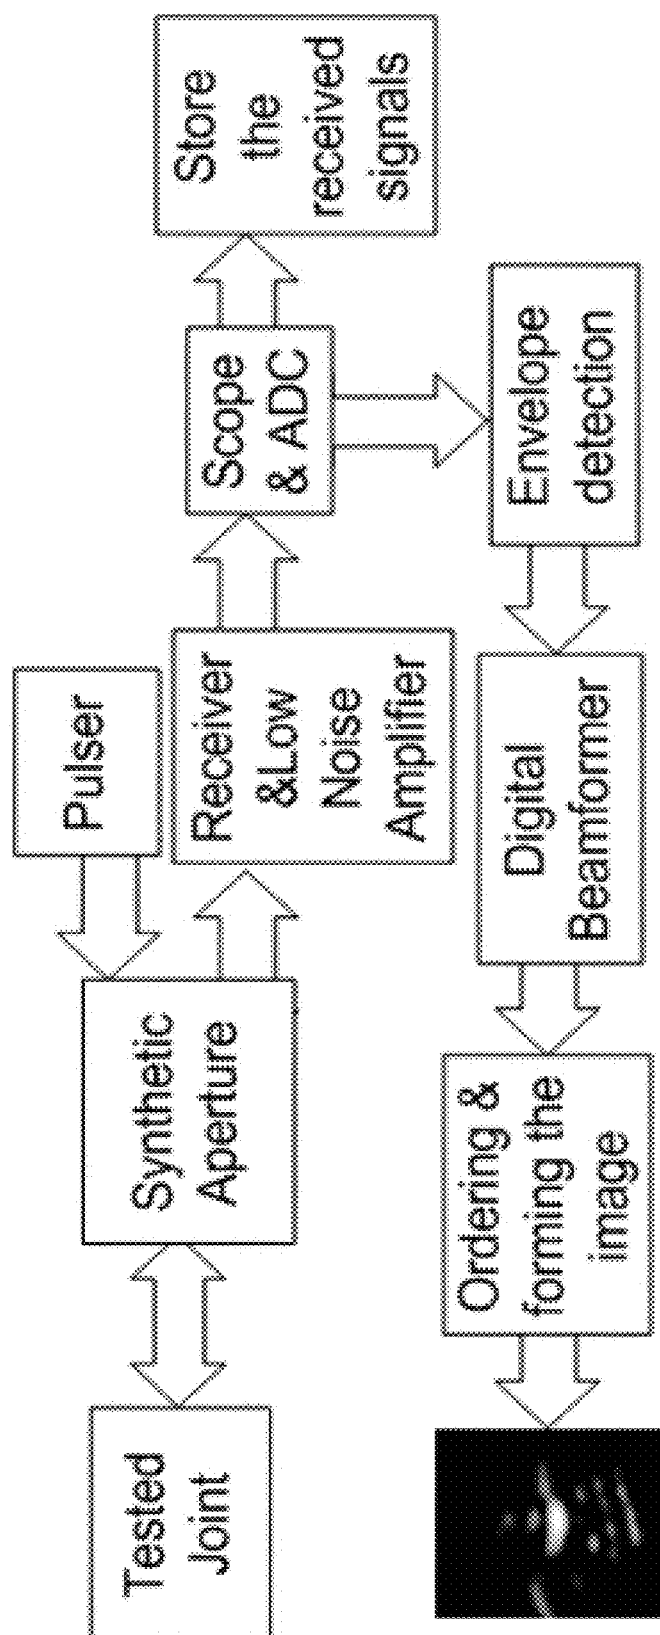 Tested
Joint
Synthetic
Aperture
Pulser
Receiver
&Low
Noise
Amplifier
Scope
& ADC
Store
the
received
signals
Envelope
detection
Digital
Beamformer
Ordering &
forming the
image